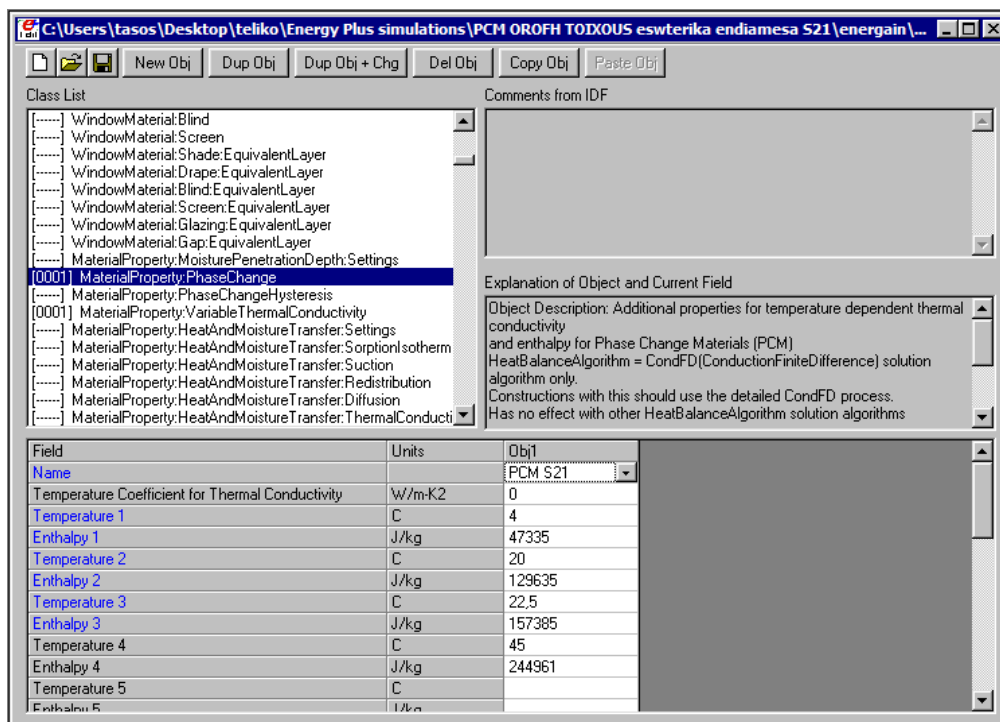 C:\Users\tasos\Desktop\teliko\Energy Plus simulations\PCM OROFH TOIXOUS eswterika endiamesa S21\energain\...
New Obj Dup Obj Dup Obj + Chg Del Obj Copy Obj Paste Obj
Class List
[------] WindowMaterial:Blind
[------] WindowMaterial:Screen
[------] WindowMaterial:Shade:EquivalentLayer
[------] WindowMaterial:Drape:EquivalentLayer
[------] WindowMaterial:Blind:EquivalentLayer
[------] WindowMaterial:Screen:EquivalentLayer
[------] WindowMaterial:Glazing:EquivalentLayer
[------] WindowMaterial:Gap:EquivalentLayer
[------] MaterialProperty:MoisturePenetrationDepth:Settings
[0001] MaterialProperty:PhaseChange
[------] MaterialProperty:PhaseChangeHysteresis
[0001] MaterialProperty:VariableThermalConductivity
[------] MaterialProperty:HeatAndMoistureTransfer:Settings
[------] MaterialProperty:HeatAndMoistureTransfer:SorptionIsotherm
[------] MaterialProperty:HeatAndMoistureTransfer:Suction
[------] MaterialProperty:HeatAndMoistureTransfer:Redistribution
[------] MaterialProperty:HeatAndMoistureTransfer:Diffusion
[------] MaterialProperty:HeatAndMoistureTransfer:ThermalConducti
Comments from IDF
Explanation of Object and Current Field
Object Description: Additional properties for temperature dependent thermal
conductivity
and enthalpy for Phase Change Materials (PCM)
HeatBalanceAlgorithm = CondFD(ConductionFiniteDifference) solution
algorithm only.
Constructions with this should use the detailed CondFD process.
Has no effect with other HeatBalanceAlgorithm solution algorithms
Field Units Obj1
Name PCM S21
Temperature Coefficient for Thermal Conductivity W/m-K2 0
Temperature 1 C 4
Enthalpy 1 J/kg 47335
Temperature 2 C 20
Enthalpy 2 J/kg 129635
Temperature 3 C 22,5
Enthalpy 3 J/kg 157385
Temperature 4 C 45
Enthalpy 4 J/kg 244961
Temperature 5 C
Enthalpy 5 J/kg